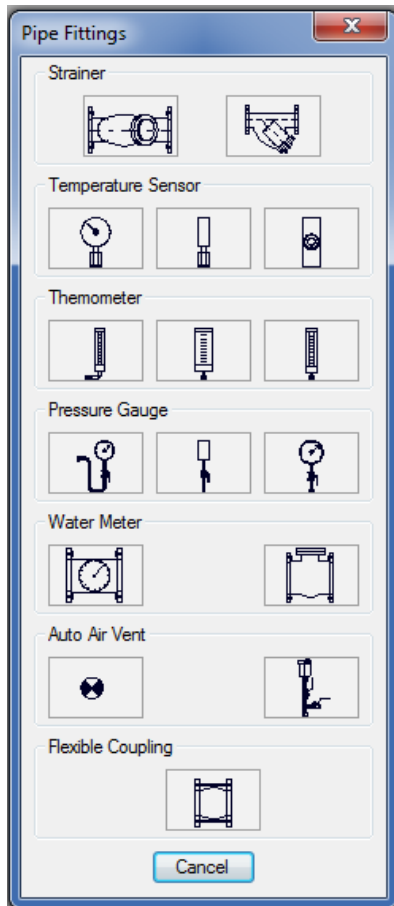 Pipe Fittings
Strainer
Temperature Sensor
Themometer
Pressure Gauge
Water Meter
Auto Air Vent
Flexible Coupling
Cancel